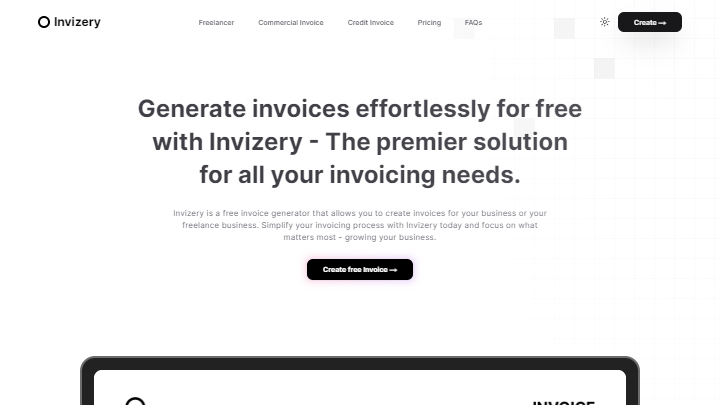 Invizery
Freelancer Commercial Invoice Credit Invoice Pricing FAQs
Create →
Generate invoices effortlessly for free
with Invizery - The premier solution
for all your invoicing needs.
Invizery is a free invoice generator that allows you to create invoices for your business or your
freelance business. Simplify your invoicing process with Invizery today and focus on what
matters most - growing your business.
Create free Invoice →
INVOICE